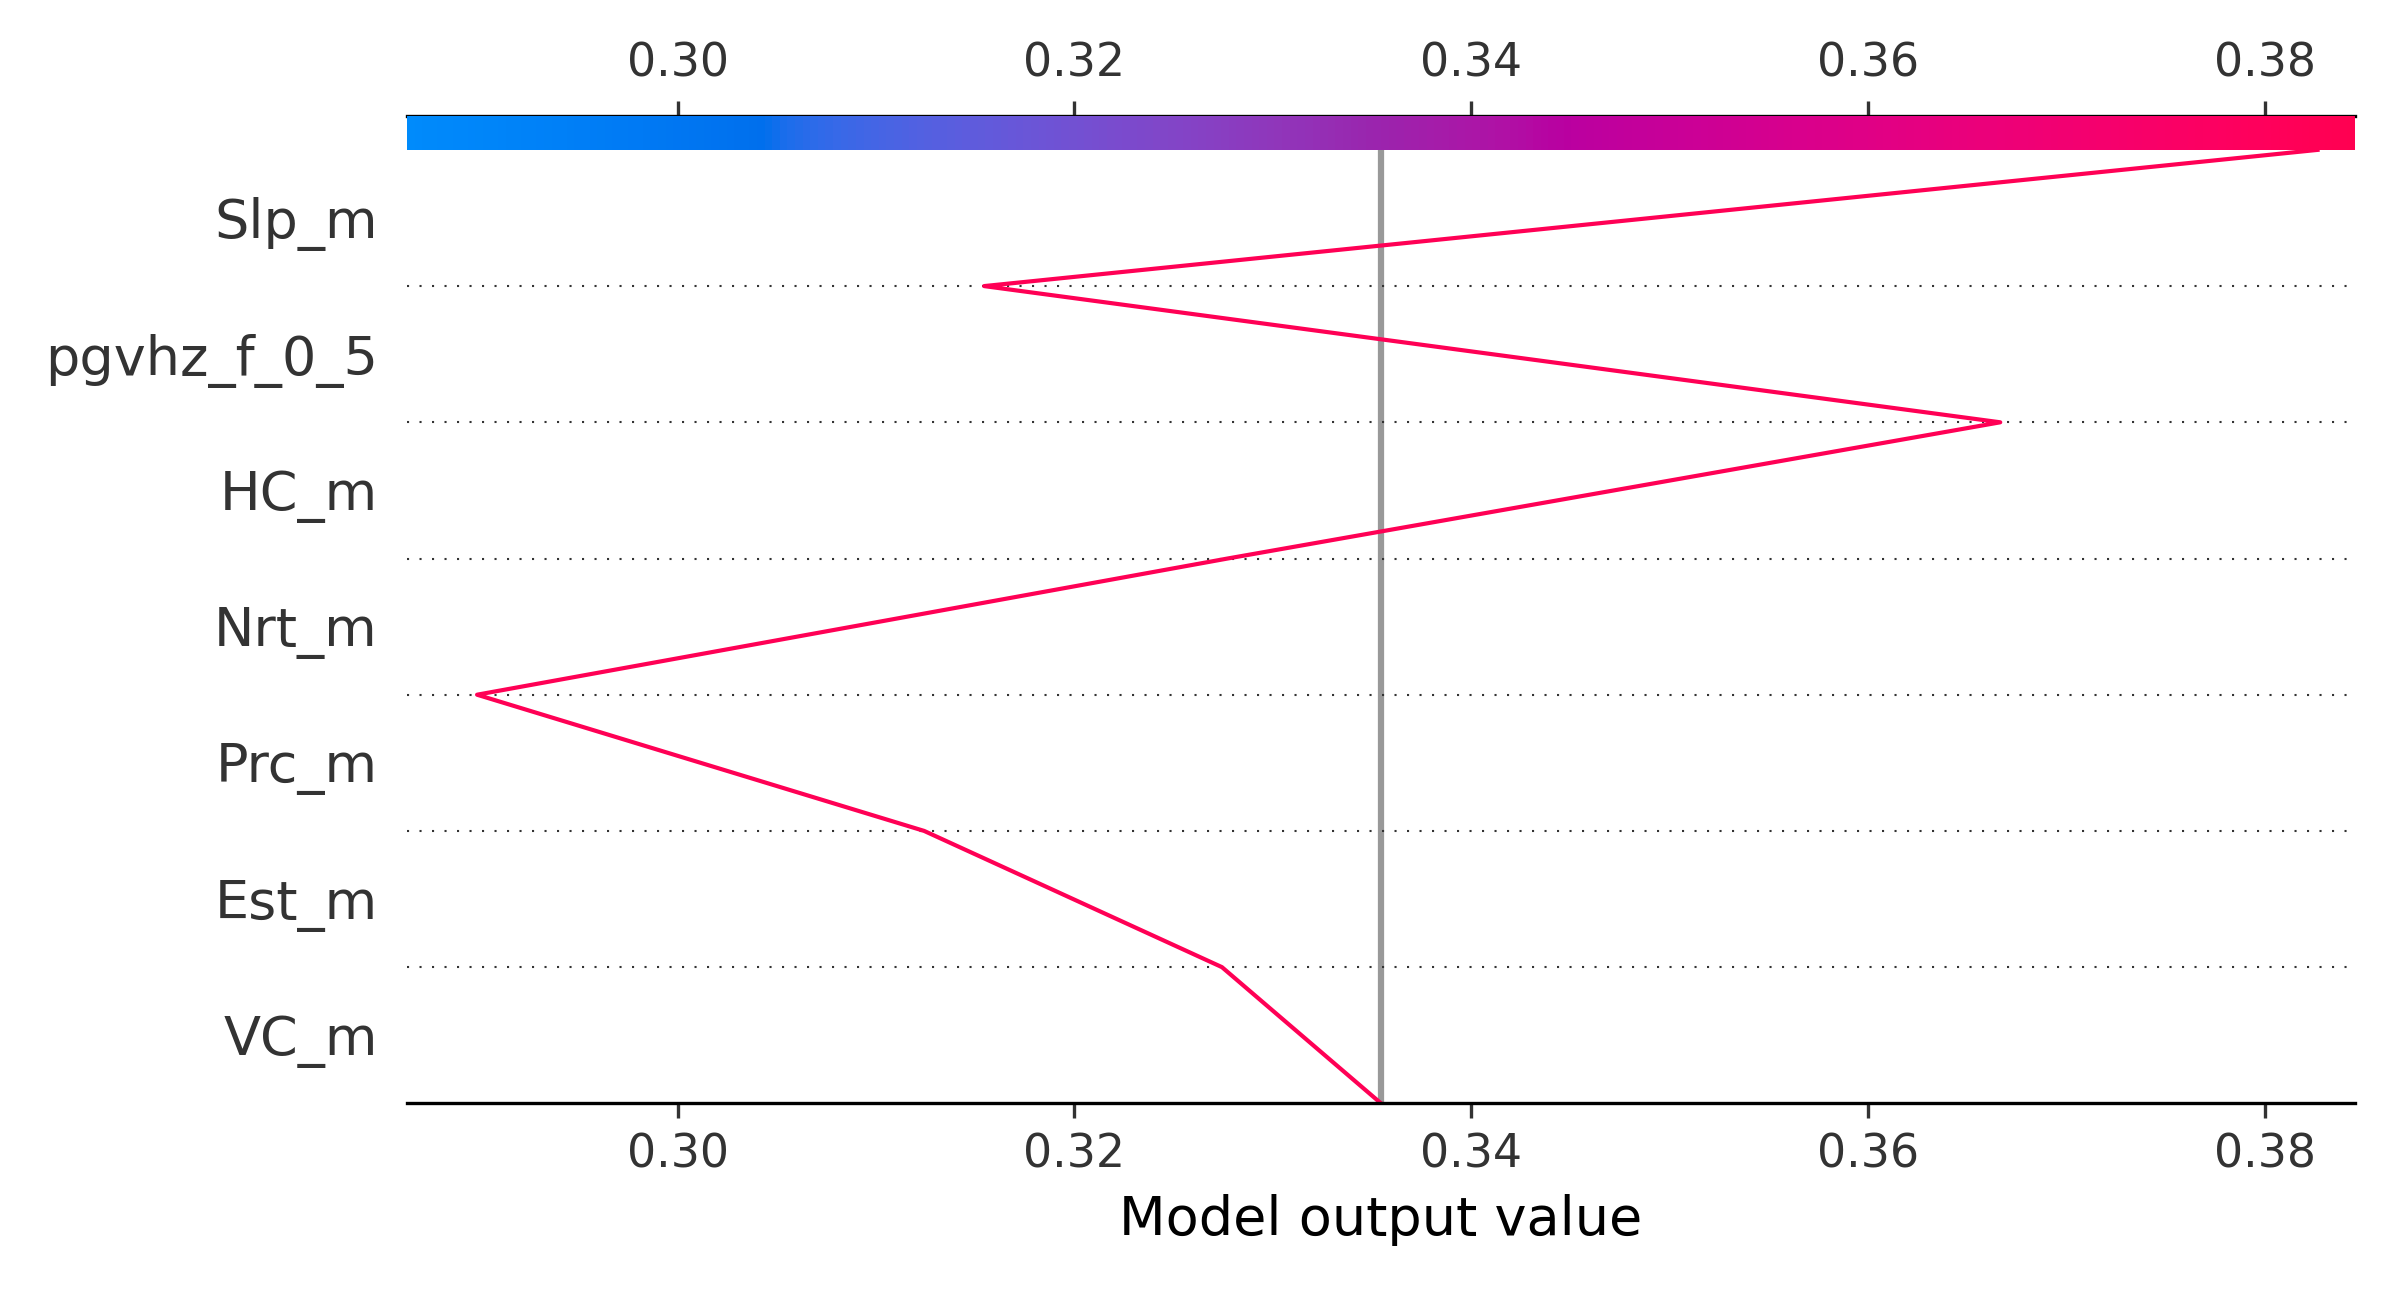 0.30 0.32 0.34 0.36 0.38
Slp_m
pgvhz_f_0_5
HC_m
Nrt_m
Prc_m
Est_m
VC_m
0.30 0.32 0.34 0.36 0.38
Model output value